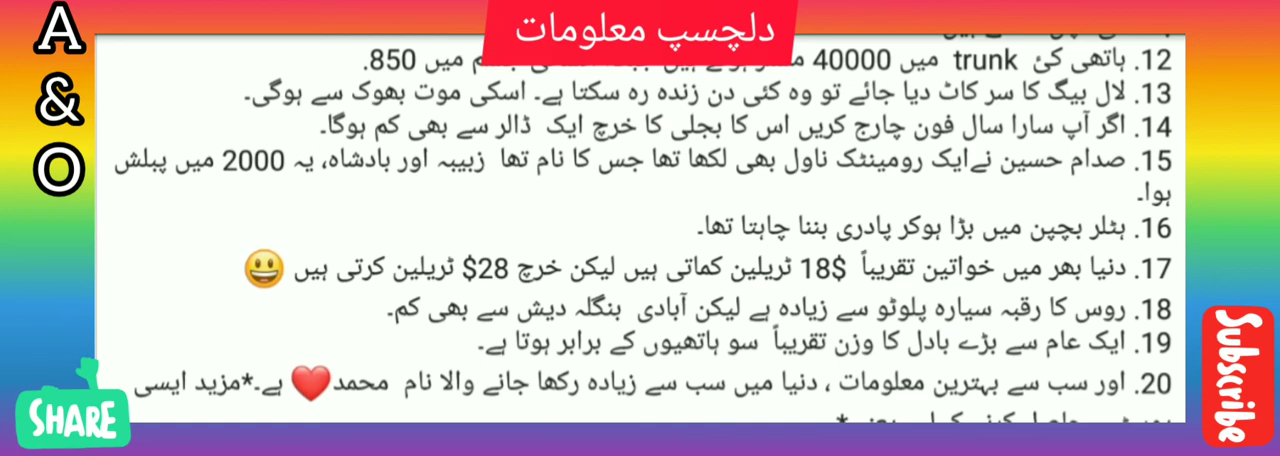 دلچسپ معلومات
A
&
O
12. ہاتھی کئ trunk میں 40000 میں 850.
13. لال بیگ کا سر کاٹ دیا جائے تو وہ کئی دن زندہ رہ سکتا ہے۔ اسکی موت بھوک سے ہوگی۔
14. اگر آپ سارا سال فون چارج کریں اس کا بجلی کا خرچ ایک ڈالر سے بھی کم ہوگا۔
15. صدام حسین نےایک رومینٹک ناول بھی لکھا تھا جس کا نام تھا زبیبہ اور بادشاہ، یہ 2000 میں پبلش
ہوا۔
16. ہٹلر بچپن میں بڑا ہوکر پادری بننا چاہتا تھا۔
17. دنیا بھر میں خواتین تقریباً 18$ ٹریلین کماتی ہیں لیکن خرچ 28$ ٹریلین کرتی ہیں 😃
18. روس کا رقبہ سیارہ پلوٹو سے زیادہ ہے لیکن آبادی بنگلہ دیش سے بھی کم۔
19. ایک عام سے بڑے بادل کا وزن تقریباً سو ہاتھیوں کے برابر ہوتا ہے۔
20. اور سب سے بہترین معلومات ، دنیا میں سب سے زیادہ رکھا جانے والا نام محمد❤️ ہے۔*مزید ایسی
SHARE
Subscribe